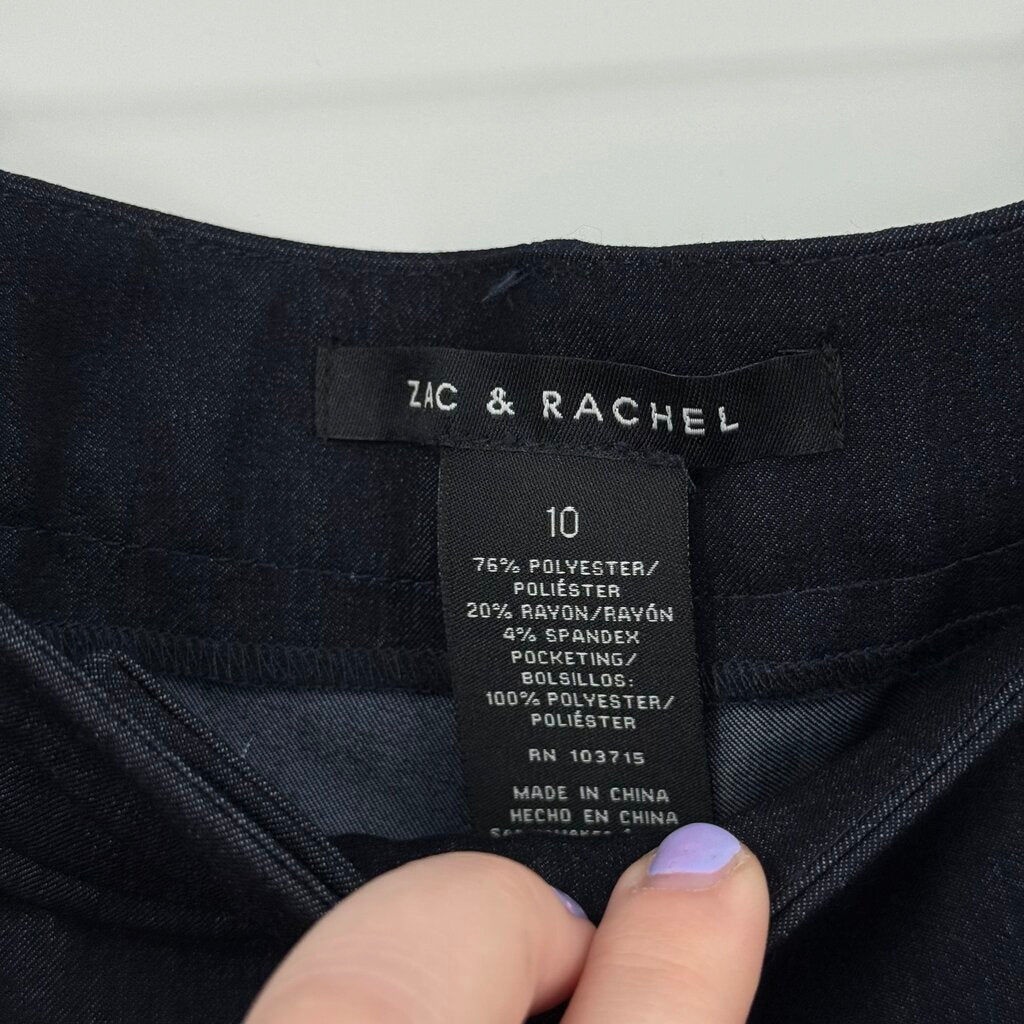 ZAC & RACHEL
10
76% POLYESTER/
POLIÉSTER
20% RAYON/RAYÓN
4% SPANDEX
POCKETING/
BOLSILLOS:
100% POLYESTER/
POLIÉSTER
RN 103715
MADE IN CHINA
HECHO EN CHINA